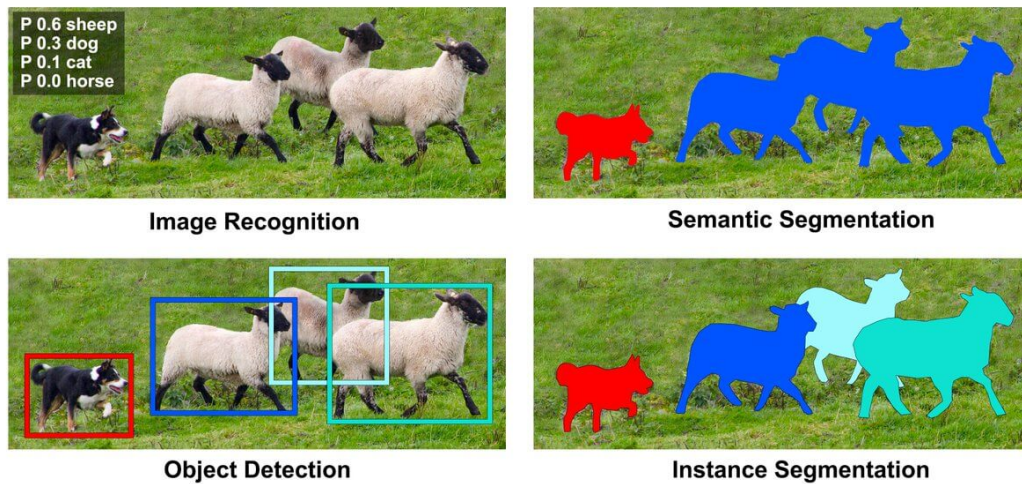 P 0.6 sheep
P 0.3 dog
P 0.1 cat
P 0.0 horse
Image Recognition
Semantic Segmentation
Object Detection
Instance Segmentation